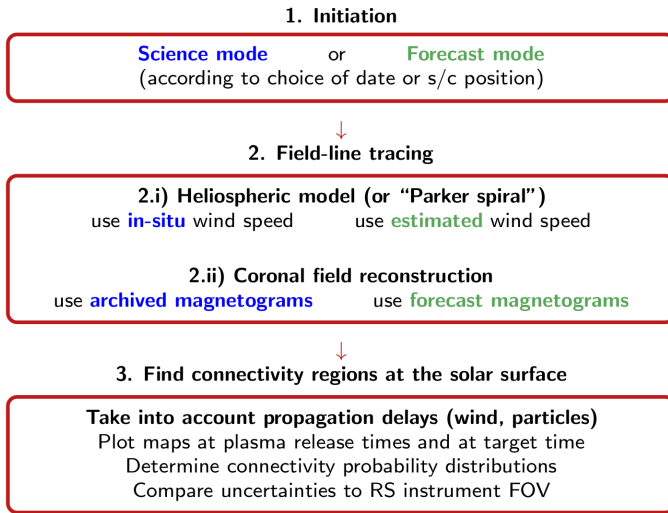 1. Initiation
Science mode or Forecast mode
(according to choice of date or s/c position)
↓
2. Field-line tracing
2.i) Heliospheric model (or “Parker spiral”)
use in-situ wind speed use estimated wind speed
2.ii) Coronal field reconstruction
use archived magnetograms use forecast magnetograms
↓
3. Find connectivity regions at the solar surface
Take into account propagation delays (wind, particles)
Plot maps at plasma release times and at target time
Determine connectivity probability distributions
Compare uncertainties to RS instrument FOV